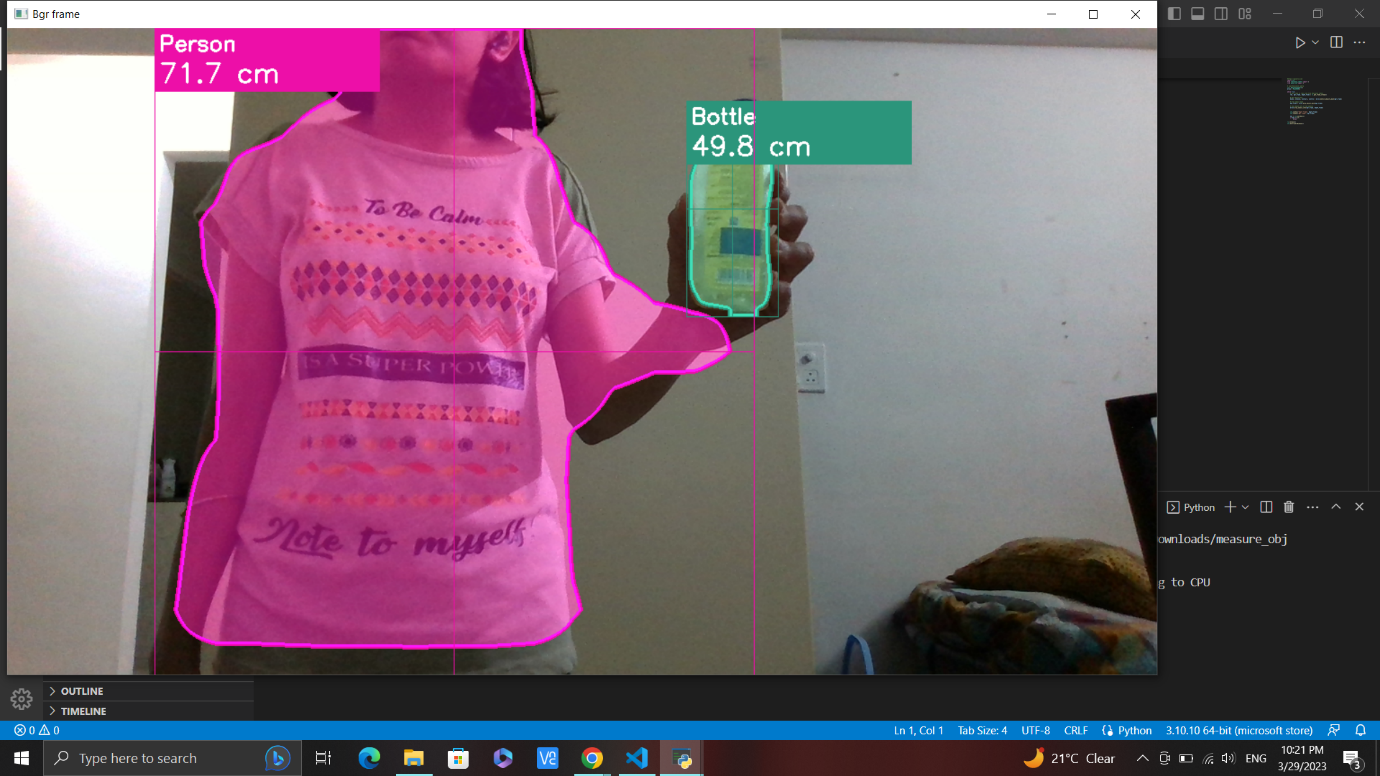 Bgr frame
Person
71.7 cm
Bottle
49.8 cm
To Be Calm
IS A SUPER POWER
Note to myself
Python
ownloads/measure_obj
g to CPU
OUTLINE
TIMELINE
0 0
Ln 1, Col 1 Tab Size: 4 UTF-8 CRLF Python 3.10.10 64-bit (microsoft store)
Type here to search
21°C Clear
ENG
10:21 PM
3/29/2023
3